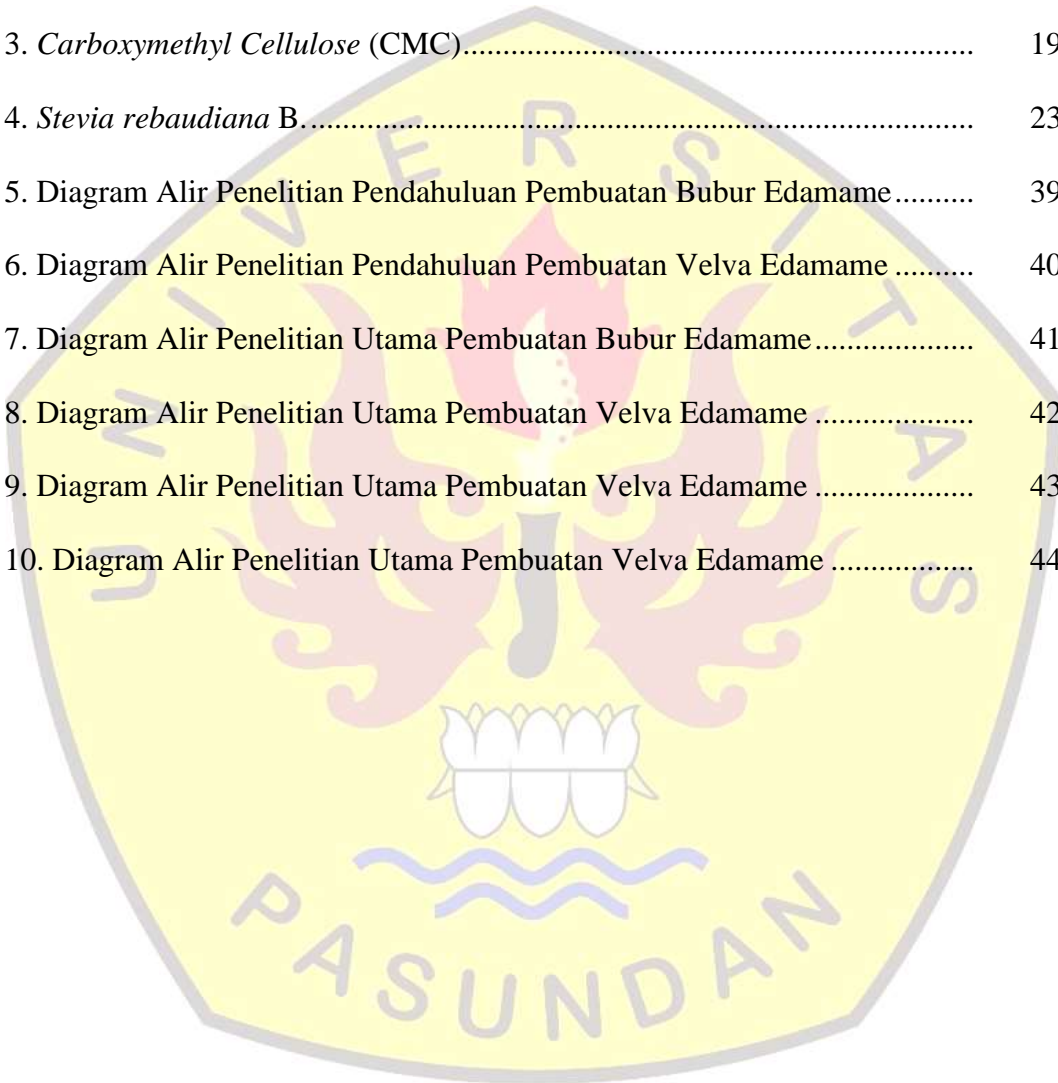 3. Carboxymethyl Cellulose (CMC)........................................................................... 19
4. Stevia rebaudiana B.................................................................................................. 23
5. Diagram Alir Penelitian Pendahuluan Pembuatan Bubur Edamame.......... 39
6. Diagram Alir Penelitian Pendahuluan Pembuatan Velva Edamame .......... 40
7. Diagram Alir Penelitian Utama Pembuatan Bubur Edamame.................... 41
8. Diagram Alir Penelitian Utama Pembuatan Velva Edamame .................... 42
9. Diagram Alir Penelitian Utama Pembuatan Velva Edamame .................... 43
10. Diagram Alir Penelitian Utama Pembuatan Velva Edamame .................. 44
UNIVERSITAS
PASUNDAN